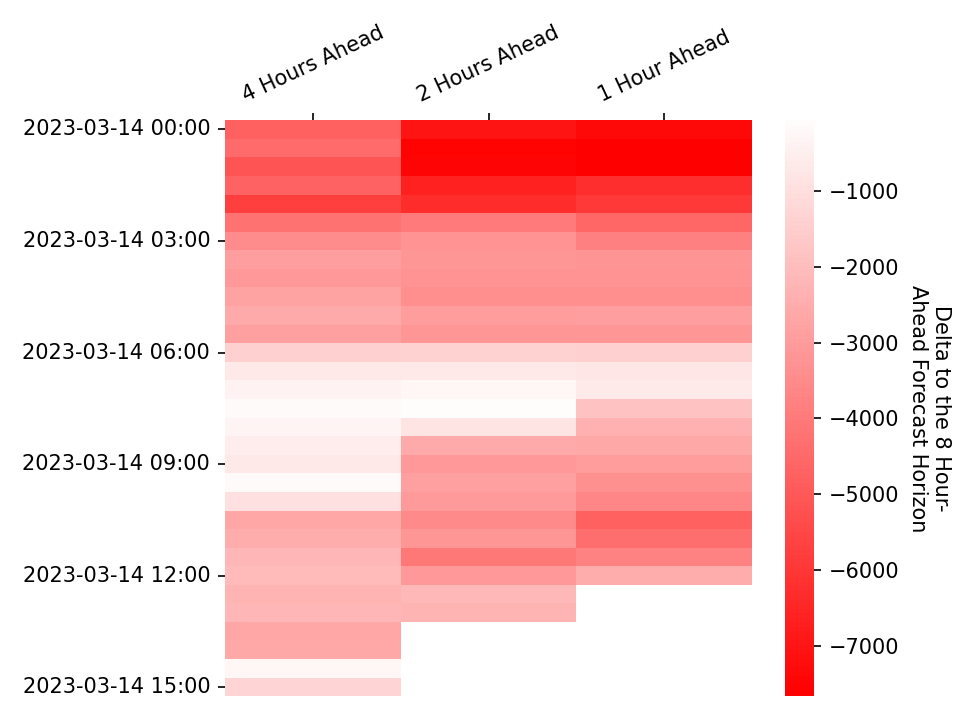 4 Hours Ahead
2 Hours Ahead
1 Hour Ahead
2023-03-14 00:00
2023-03-14 03:00
2023-03-14 06:00
2023-03-14 09:00
2023-03-14 12:00
2023-03-14 15:00
−1000
−2000
−3000
−4000
−5000
−6000
−7000
Delta to the 8 Hour-
Ahead Forecast Horizon